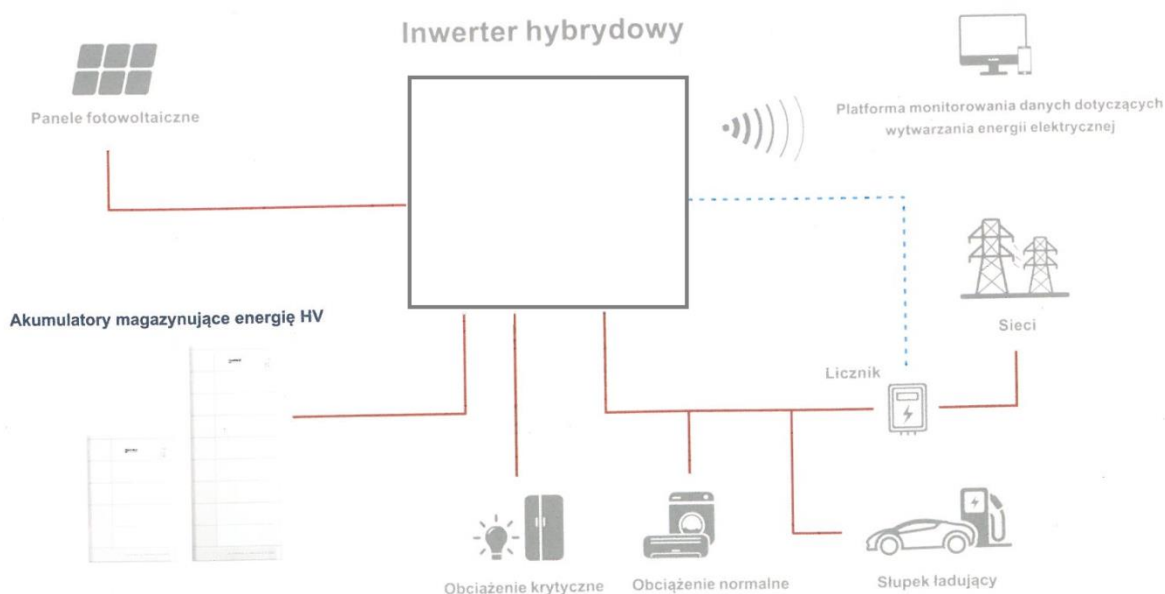 Inwerter hybrydowy
Panele fotowoltaiczne
Platforma monitorowania danych dotyczących
wytwarzania energii elektrycznej
Akumulatory magazynujące energię HV
Sieci
Licznik
Obciążenie krytyczne
Obciążenie normalne
Słupek ładujący